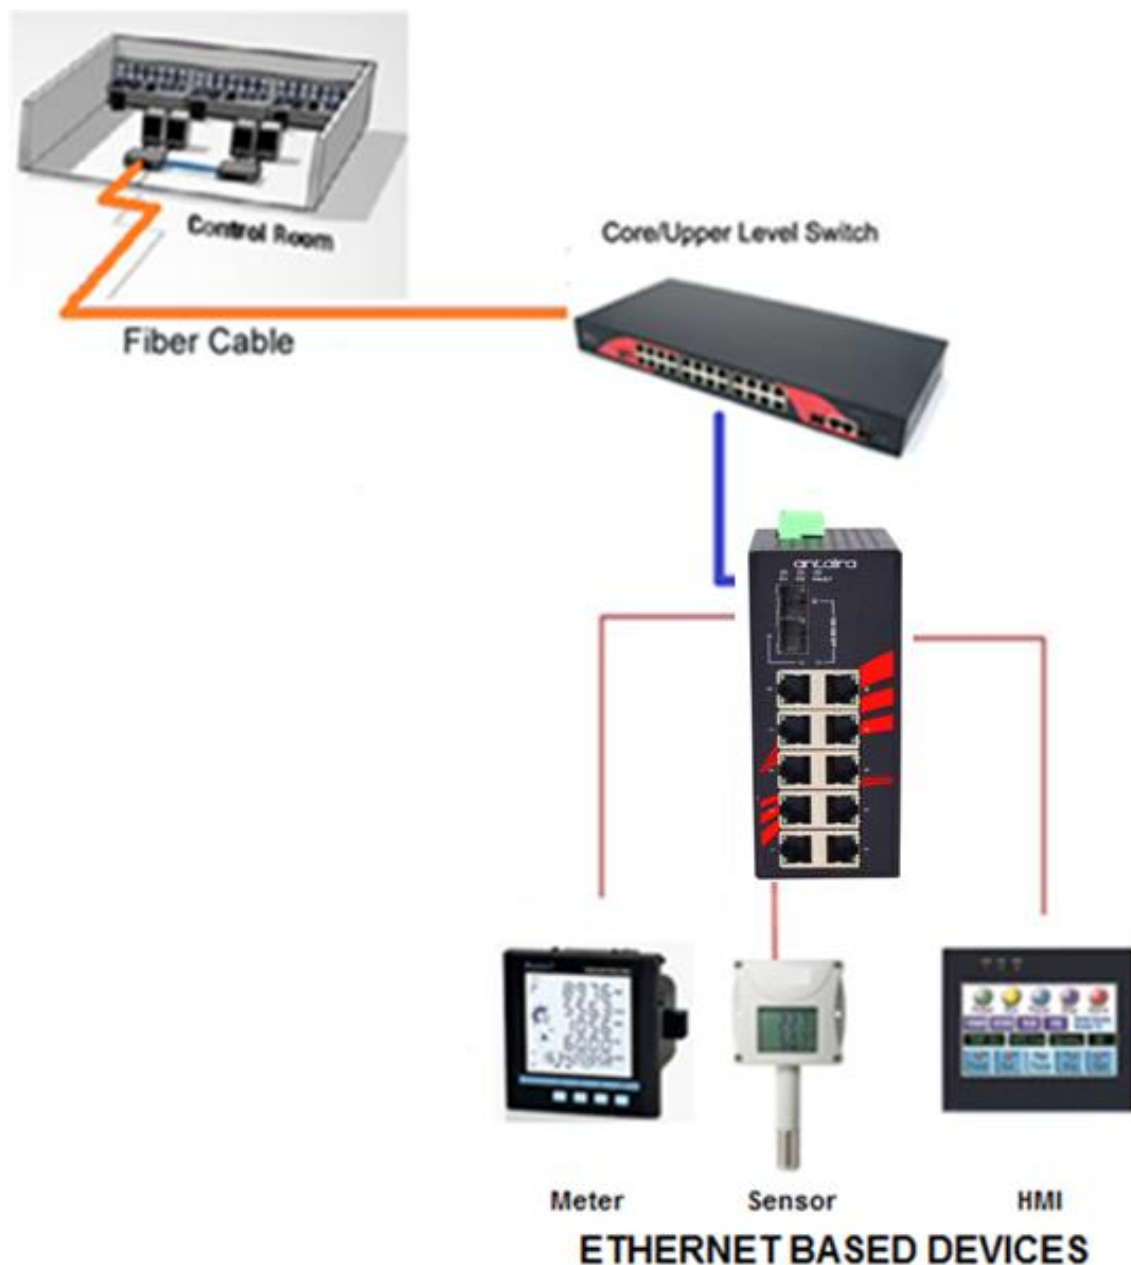 Control Room
Core/Upper Level Switch
Fiber Cable
antaira
Meter
Sensor
HMI
ETHERNET BASED DEVICES